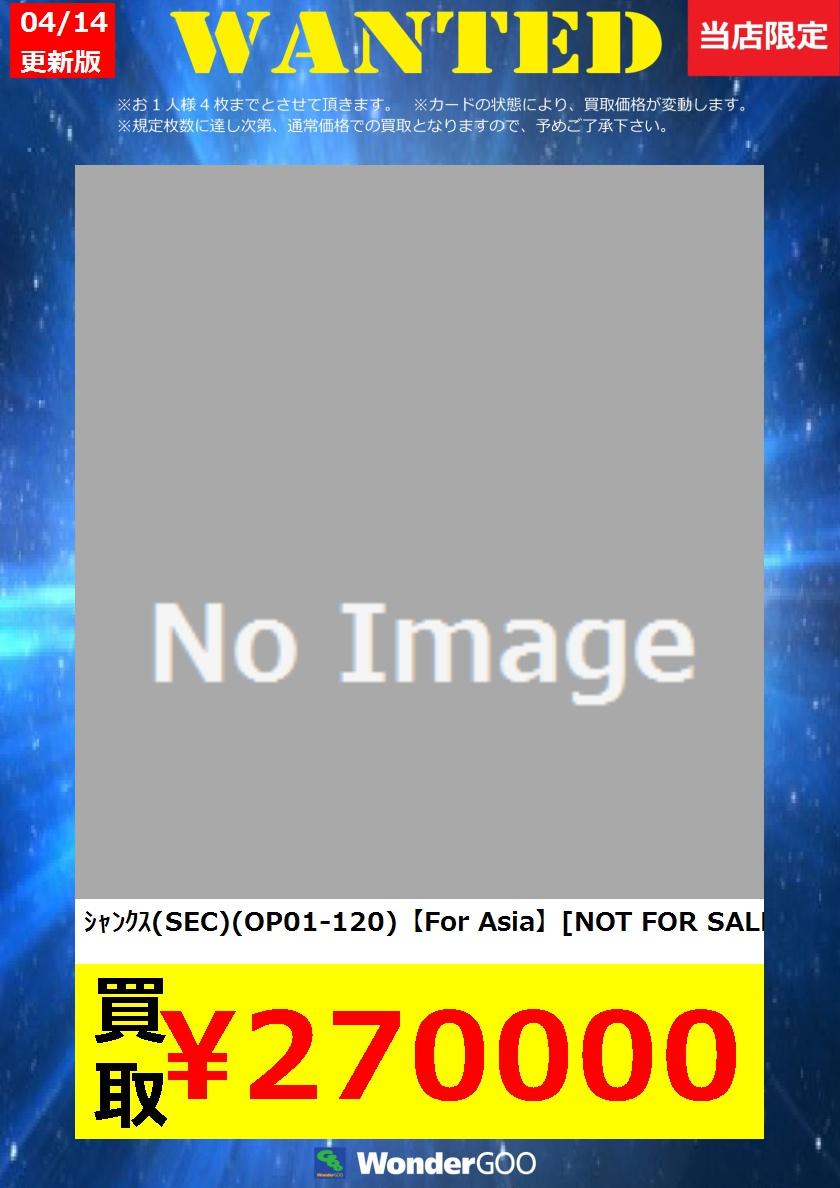 04/14
更新版
WANTED
当店限定
※お１人様４枚までとさせて頂きます。　※カードの状態により、買取価格が変動します。
※規定枚数に達し次第、通常価格での買取となりますので、予めご了承下さい。
No Image
ｼｬﾝｸｽ(SEC)(OP01-120)【For Asia】[NOT FOR SAL
買取
¥270000
WonderGOO